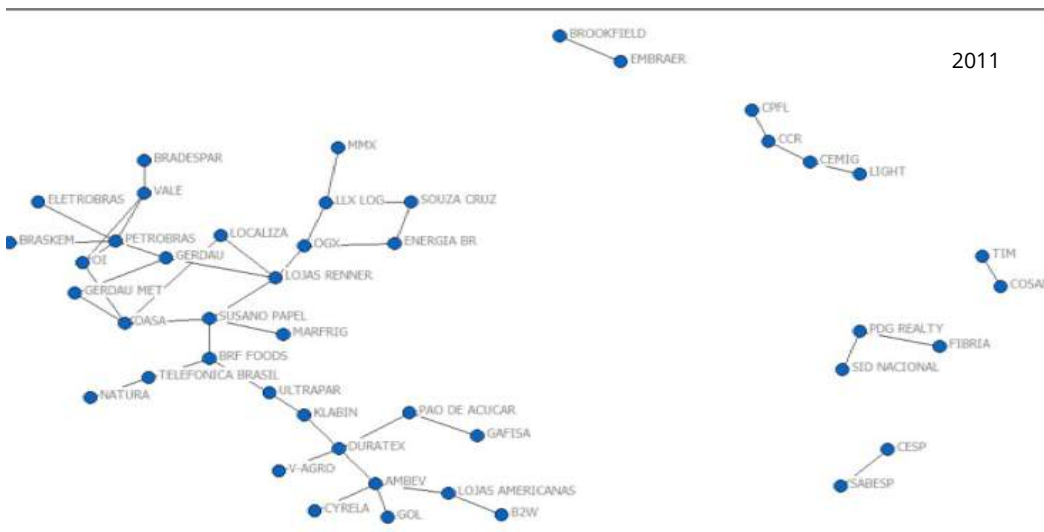 BROOKFIELD
EMBRAER
2011
CPFL
CCR
CEMIG
LIGHT
MMX
BRADESPAR
VALE
ELETROBRAS
LLX LOG
SOUZA CRUZ
BRASKEM
PETROBRAS
LOCALIZA
OGX
ENERGIA BR
OI
GERDAU
LOJAS RENNER
TIM
COSAN
GERDAU MET
DASA
SUSANO PAPEL
MARFRIG
PDG REALTY
FIBRIA
SID NACIONAL
BRF FOODS
TELEFONICA BRASIL
NATURA
ULTRAPAR
KLABIN
PAO DE ACUCAR
GAFISA
DURATEX
V-AGRO
CESP
AMBEV
LOJAS AMERICANAS
SABESP
CYRELA
GOL
B2W